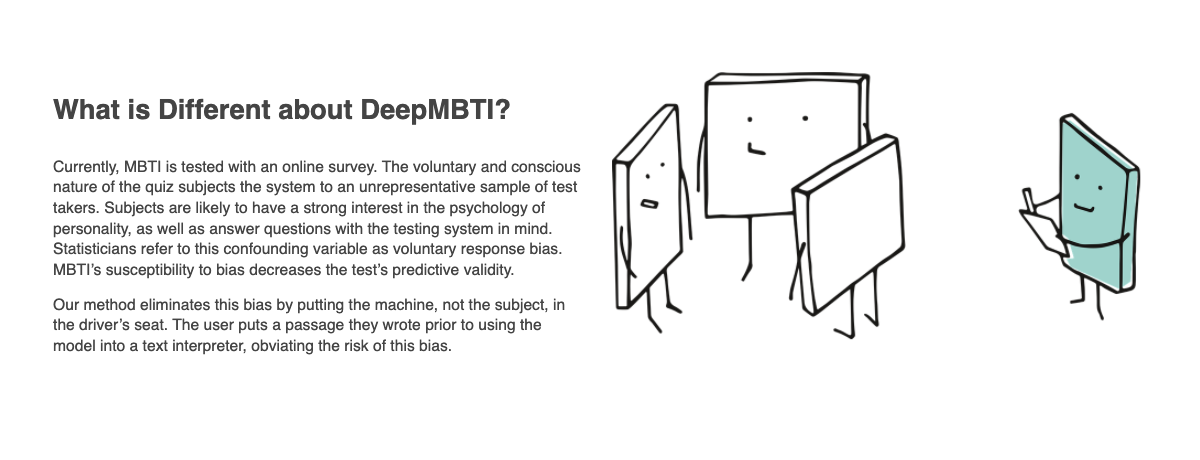 What is Different about DeepMBTI?
Currently, MBTI is tested with an online survey. The voluntary and conscious
nature of the quiz subjects the system to an unrepresentative sample of test
takers. Subjects are likely to have a strong interest in the psychology of
personality, as well as answer questions with the testing system in mind.
Statisticians refer to this confounding variable as voluntary response bias.
MBTI’s susceptibility to bias decreases the test’s predictive validity.
Our method eliminates this bias by putting the machine, not the subject, in
the driver’s seat. The user puts a passage they wrote prior to using the
model into a text interpreter, obviating the risk of this bias.